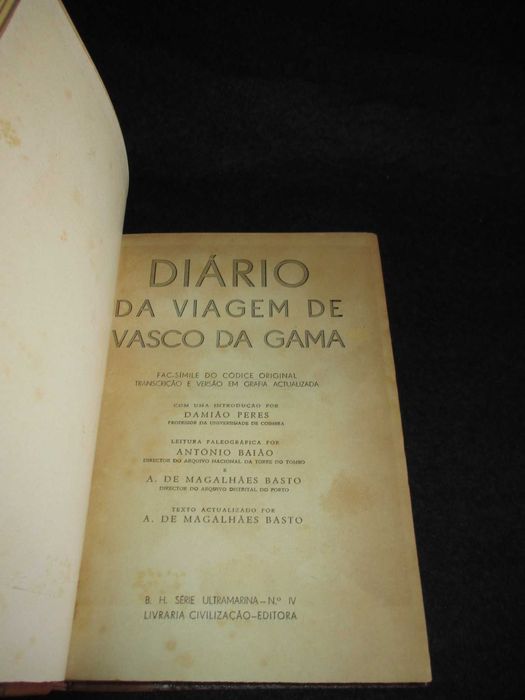 DIÁRIO
DA VIAGEM DE
VASCO DA GAMA
FAC-SÍMILE DO CÓDICE ORIGINAL
TRANSCRIÇÃO E VERSÃO EM GRAFIA ACTUALIZADA
COM UMA INTRODUÇÃO POR
DAMIÃO PERES
PROFESSOR DA UNIVERSIDADE DE COIMBRA
LEITURA PALEOGRÁFICA POR
ANTÓNIO BAIÃO
DIRECTOR DO ARQUIVO NACIONAL DA TORRE DO TOMBO
E
A. DE MAGALHÃES BASTO
DIRECTOR DO ARQUIVO DISTRITAL DO PORTO
TEXTO ACTUALIZADO POR
A. DE MAGALHÃES BASTO
B. H. SÉRIE ULTRAMARINA—N.º IV
LIVRARIA CIVILIZAÇÃO—EDITORA